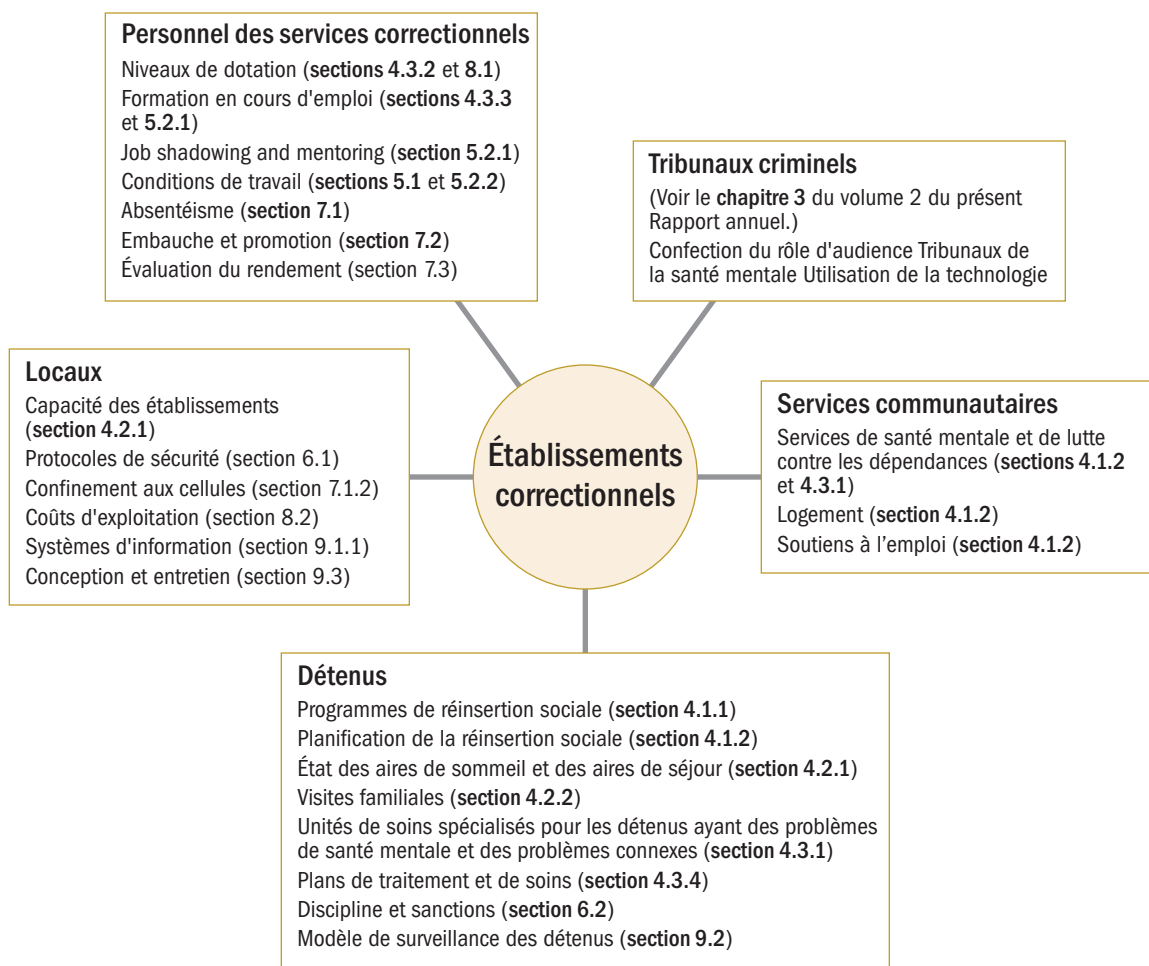 Personnel des services correctionnels
Niveaux de dotation (sections 4.3.2 et 8.1)
Formation en cours d'emploi (sections 4.3.3
et 5.2.1)
Job shadowing and mentoring (section 5.2.1)
Conditions de travail (sections 5.1 et 5.2.2)
Absentéisme (section 7.1)
Embauche et promotion (section 7.2)
Évaluation du rendement (section 7.3)
Tribunaux criminels
(Voir le chapitre 3 du volume 2 du présent
Rapport annuel.)
Confection du rôle d'audience Tribunaux de
la santé mentale Utilisation de la technologie
Locaux
Capacité des établissements
(section 4.2.1)
Protocoles de sécurité (section 6.1)
Confinement aux cellules (section 7.1.2)
Coûts d'exploitation (section 8.2)
Systèmes d'information (section 9.1.1)
Conception et entretien (section 9.3)
Établissements
correctionnels
Services communautaires
Services de santé mentale et de lutte
contre les dépendances (sections 4.1.2
et 4.3.1)
Logement (section 4.1.2)
Soutiens à l’emploi (section 4.1.2)
Détenus
Programmes de réinsertion sociale (section 4.1.1)
Planification de la réinsertion sociale (section 4.1.2)
État des aires de sommeil et des aires de séjour (section 4.2.1)
Visites familiales (section 4.2.2)
Unités de soins spécialisés pour les détenus ayant des problèmes
de santé mentale et des problèmes connexes (section 4.3.1)
Plans de traitement et de soins (section 4.3.4)
Discipline et sanctions (section 6.2)
Modèle de surveillance des détenus (section 9.2)